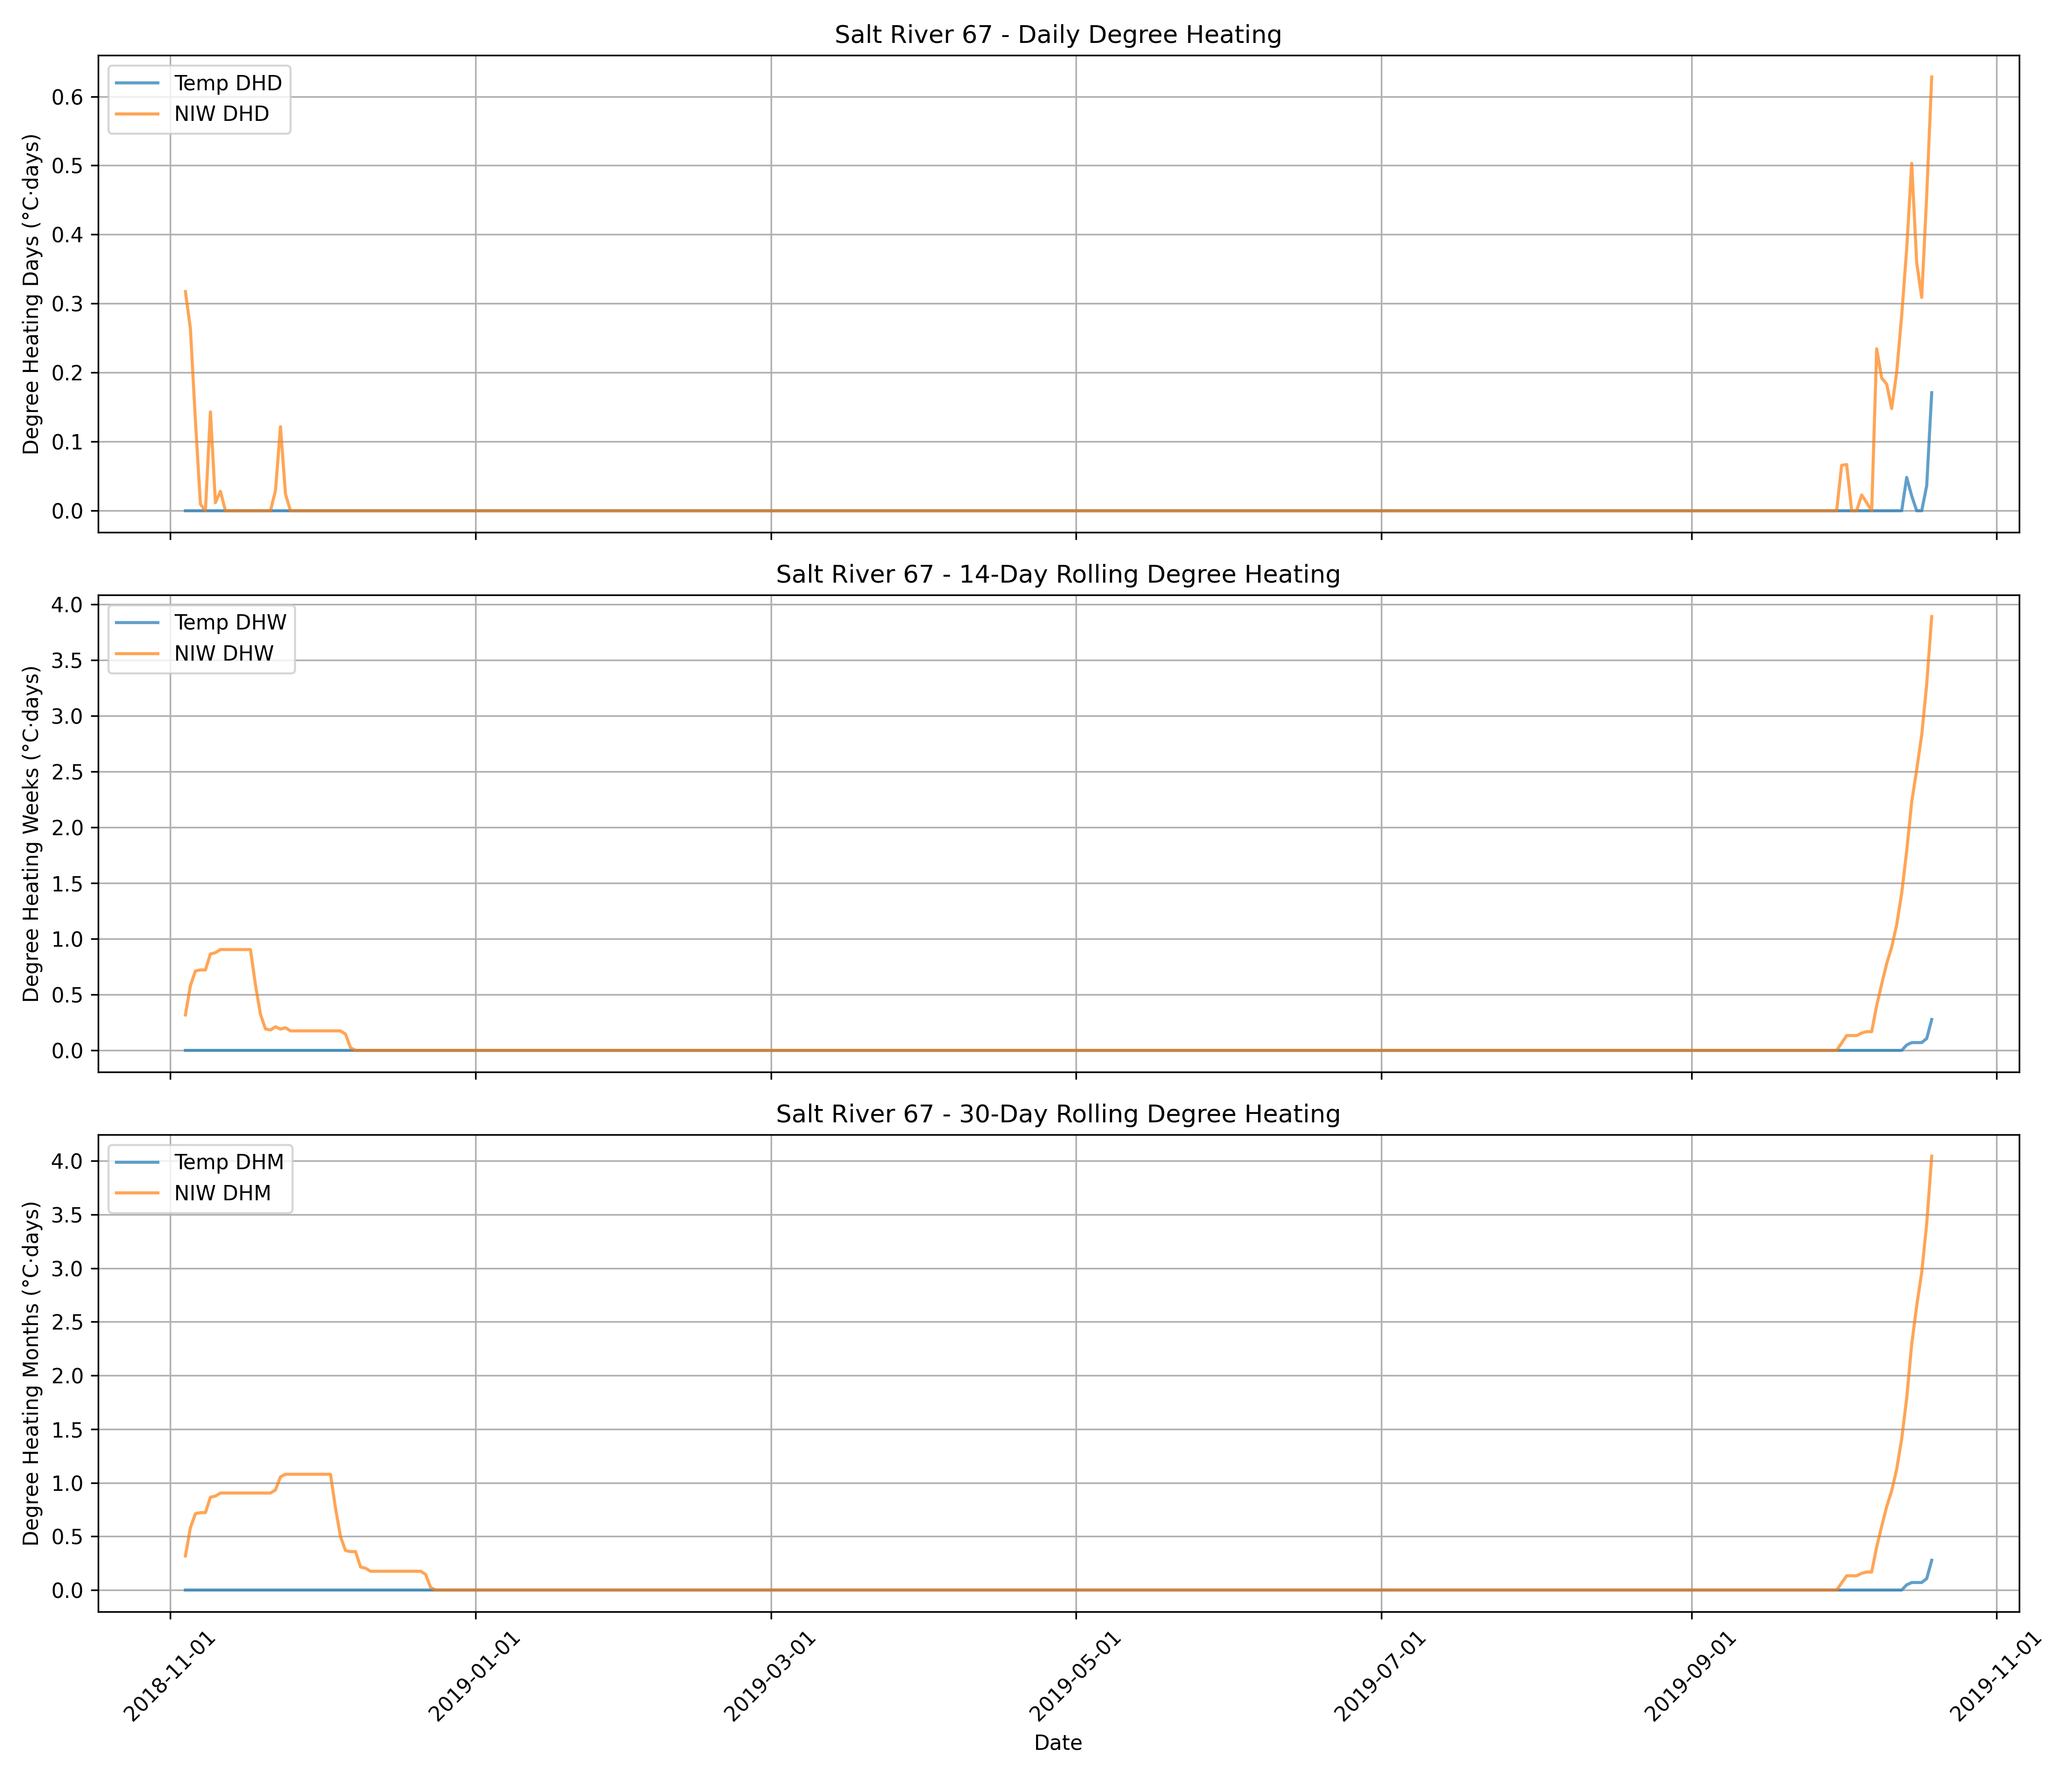 Salt River 67 - Daily Degree Heating
Degree Heating Days (°C·days)
0.6
0.5
0.4
0.3
0.2
0.1
0.0
Temp DHD
NIW DHD
Salt River 67 - 14-Day Rolling Degree Heating
Degree Heating Weeks (°C·days)
4.0
3.5
3.0
2.5
2.0
1.5
1.0
0.5
0.0
Temp DHW
NIW DHW
Salt River 67 - 30-Day Rolling Degree Heating
Degree Heating Months (°C·days)
4.0
3.5
3.0
2.5
2.0
1.5
1.0
0.5
0.0
Temp DHM
NIW DHM
2018-11-01
2019-01-01
2019-03-01
2019-05-01
2019-07-01
2019-09-01
2019-11-01
Date